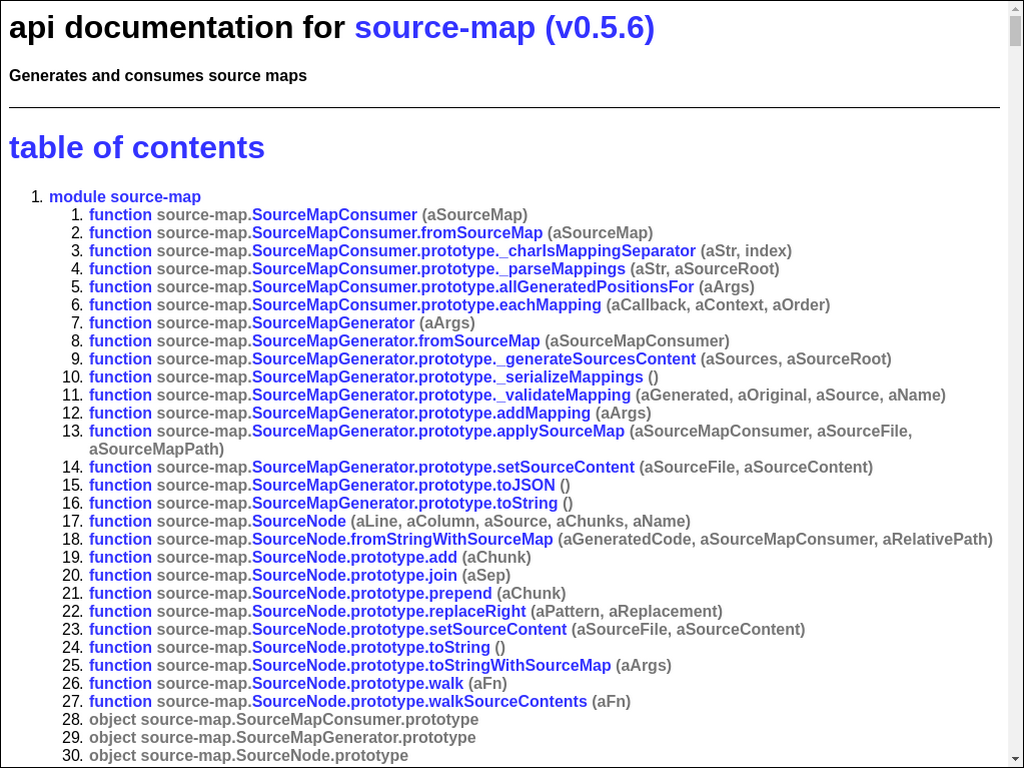 api documentation for source-map (v0.5.6)
Generates and consumes source maps
table of contents
1. module source-map
1. function source-map.SourceMapConsumer (aSourceMap)
2. function source-map.SourceMapConsumer.fromSourceMap (aSourceMap)
3. function source-map.SourceMapConsumer.prototype._charIsMappingSeparator (aStr, index)
4. function source-map.SourceMapConsumer.prototype._parseMappings (aStr, aSourceRoot)
5. function source-map.SourceMapConsumer.prototype.allGeneratedPositionsFor (aArgs)
6. function source-map.SourceMapConsumer.prototype.eachMapping (aCallback, aContext, aOrder)
7. function source-map.SourceMapGenerator (aArgs)
8. function source-map.SourceMapGenerator.fromSourceMap (aSourceMapConsumer)
9. function source-map.SourceMapGenerator.prototype._generateSourcesContent (aSources, aSourceRoot)
10. function source-map.SourceMapGenerator.prototype._serializeMappings ()
11. function source-map.SourceMapGenerator.prototype._validateMapping (aGenerated, aOriginal, aSource, aName)
12. function source-map.SourceMapGenerator.prototype.addMapping (aArgs)
13. function source-map.SourceMapGenerator.prototype.applySourceMap (aSourceMapConsumer, aSourceFile,
aSourceMapPath)
14. function source-map.SourceMapGenerator.prototype.setSourceContent (aSourceFile, aSourceContent)
15. function source-map.SourceMapGenerator.prototype.toJSON ()
16. function source-map.SourceMapGenerator.prototype.toString ()
17. function source-map.SourceNode (aLine, aColumn, aSource, aChunks, aName)
18. function source-map.SourceNode.fromStringWithSourceMap (aGeneratedCode, aSourceMapConsumer, aRelativePath)
19. function source-map.SourceNode.prototype.add (aChunk)
20. function source-map.SourceNode.prototype.join (aSep)
21. function source-map.SourceNode.prototype.prepend (aChunk)
22. function source-map.SourceNode.prototype.replaceRight (aPattern, aReplacement)
23. function source-map.SourceNode.prototype.setSourceContent (aSourceFile, aSourceContent)
24. function source-map.SourceNode.prototype.toString ()
25. function source-map.SourceNode.prototype.toStringWithSourceMap (aArgs)
26. function source-map.SourceNode.prototype.walk (aFn)
27. function source-map.SourceNode.prototype.walkSourceContents (aFn)
28. object source-map.SourceMapConsumer.prototype
29. object source-map.SourceMapGenerator.prototype
30. object source-map.SourceNode.prototype